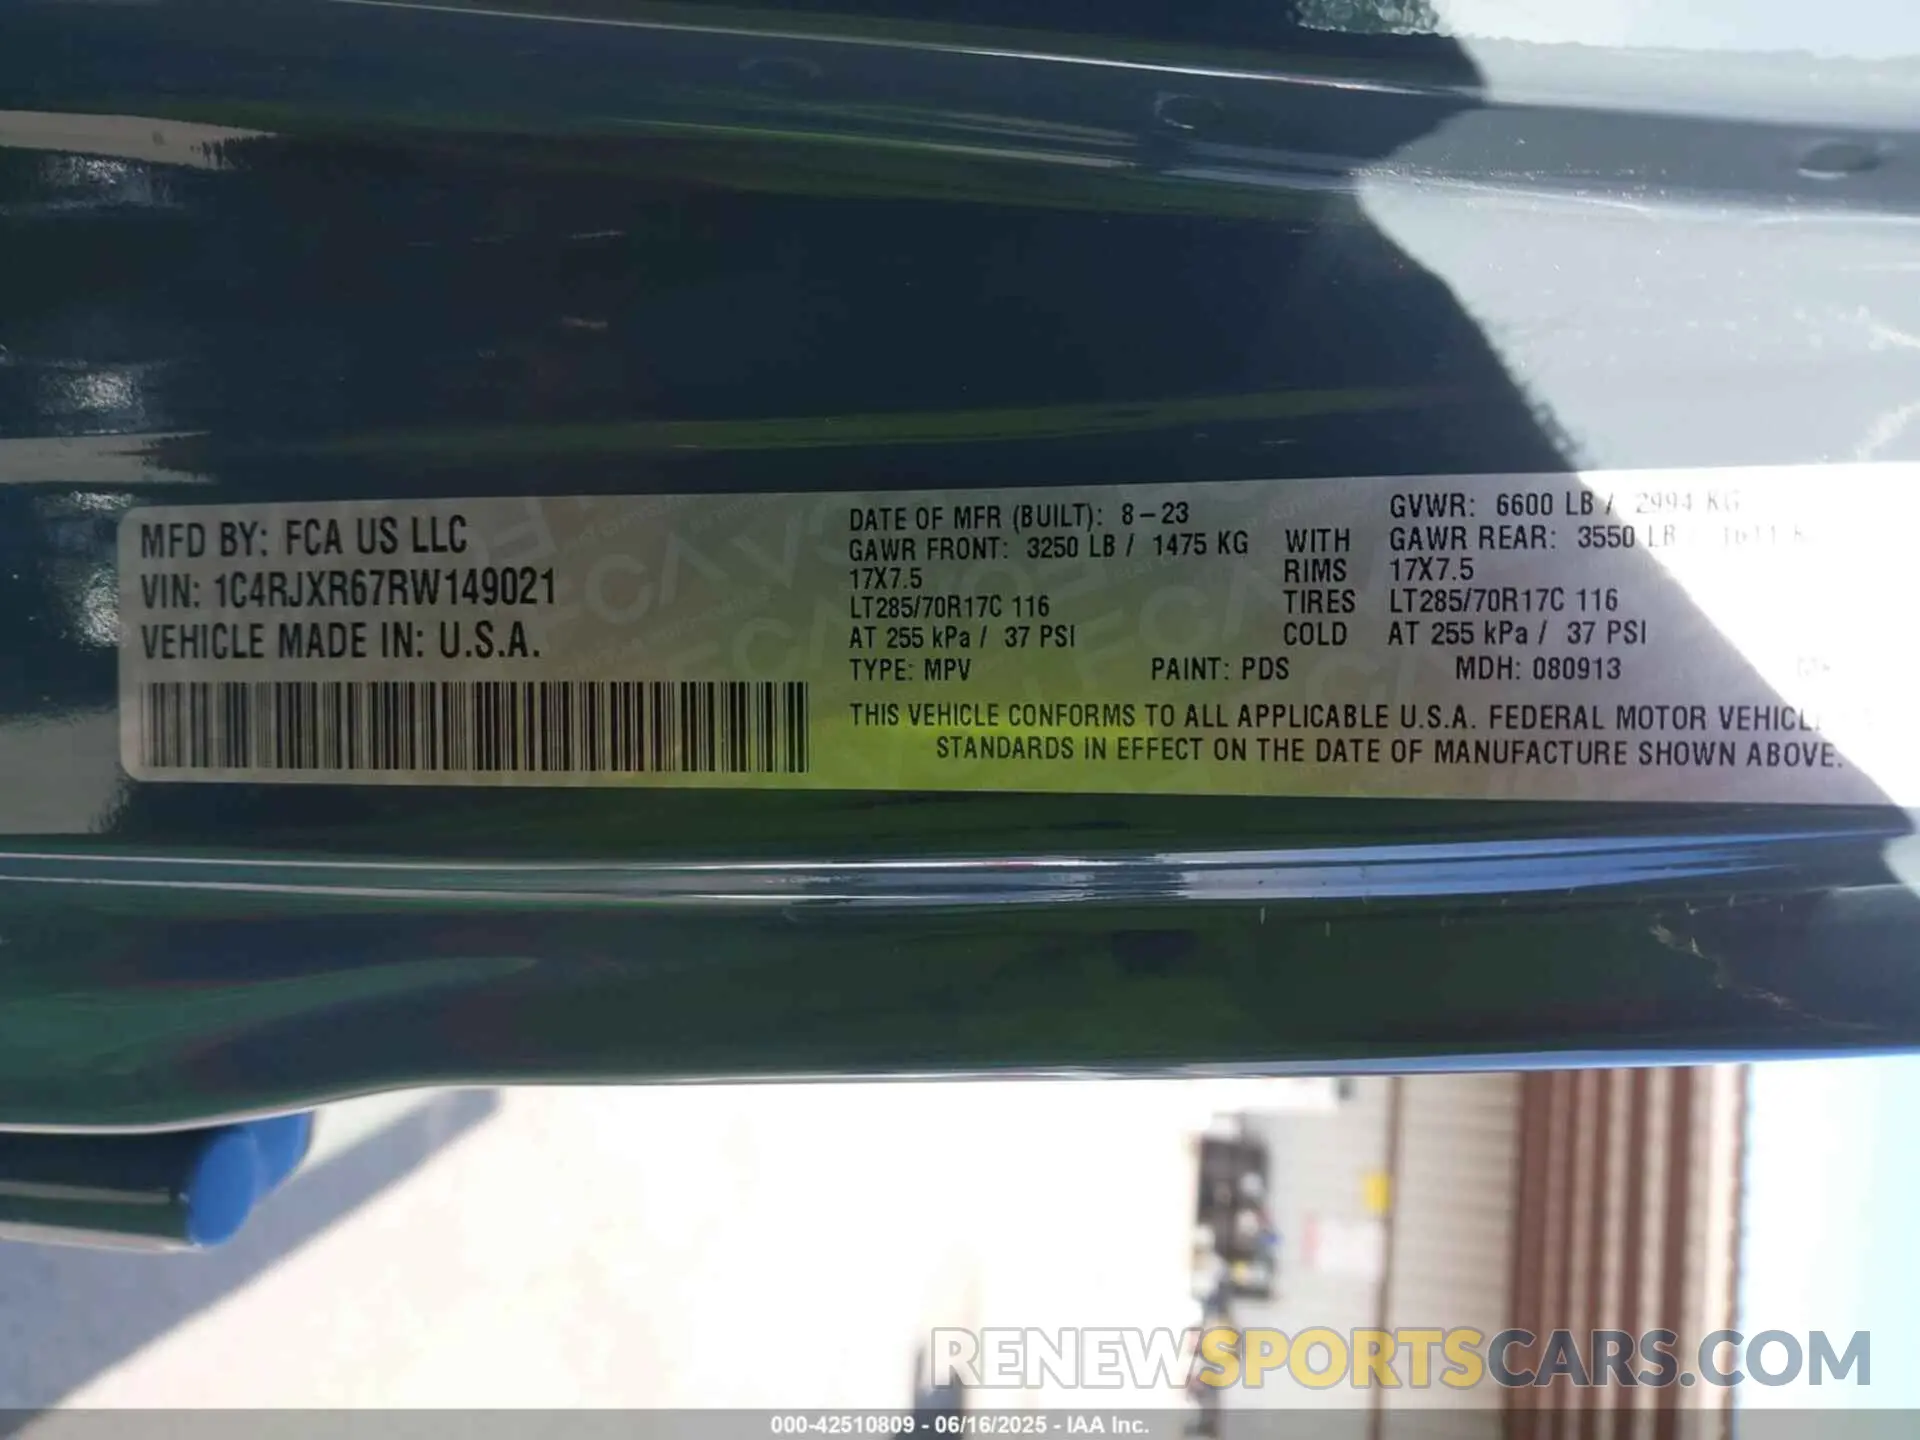 MFD BY: FCA US LLC
VIN: 1C4RJXR67RW149021
VEHICLE MADE IN: U.S.A.
DATE OF MFR (BUILT): 8-23 GVWR: 6600 LB / 2994 KG
GAWR FRONT: 3250 LB / 1475 KG WITH GAWR REAR: 3550 LB / 1611 K
17X7.5 RIMS 17X7.5
LT285/70R17C 116 TIRES LT285/70R17C 116
AT 255 kPa / 37 PSI COLD AT 255 kPa / 37 PSI
TYPE: MPV PAINT: PDS MDH: 080913
THIS VEHICLE CONFORMS TO ALL APPLICABLE U.S.A. FEDERAL MOTOR VEHICL
STANDARDS IN EFFECT ON THE DATE OF MANUFACTURE SHOWN ABOVE.
RENEWSPORTSCARS.COM
000-42510809 - 06/16/2025 - IAA Inc.